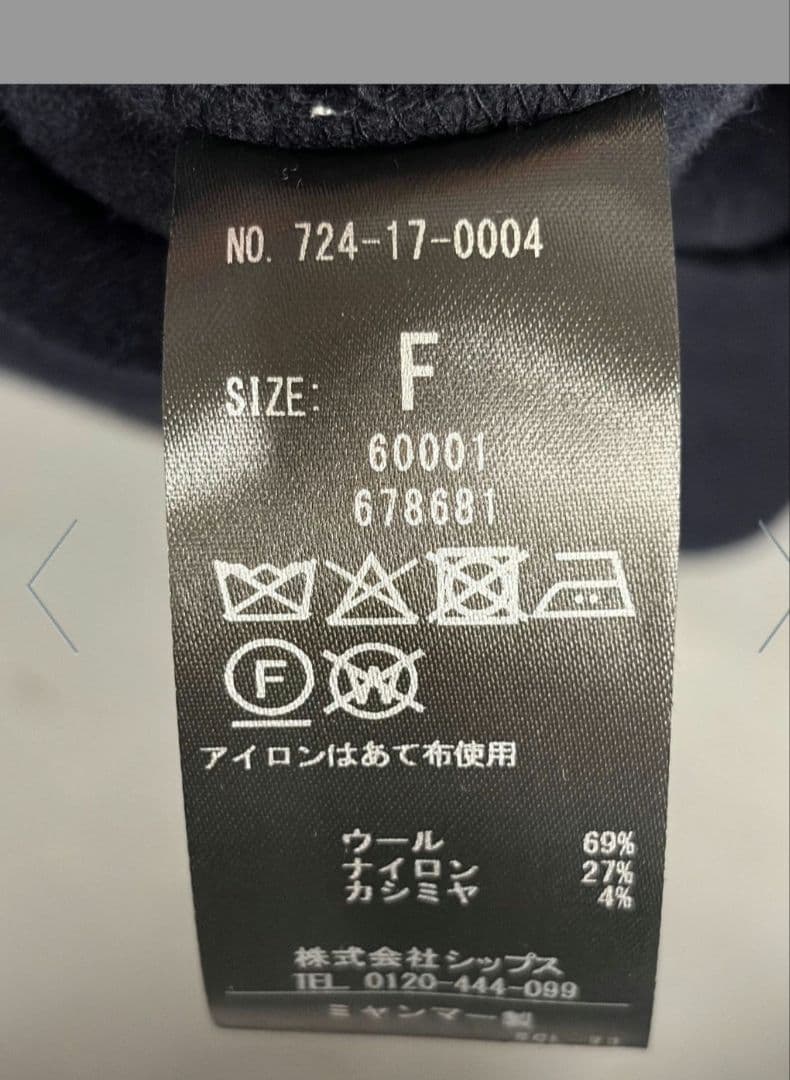 NO. 724-17-0004
SIZE: F
60001
678681
F W
アイロンはあて布使用
ウール 69%
ナイロン 27%
カシミヤ 4%
株式会社シップス
TEL 0120-444-099
ミャンマー製